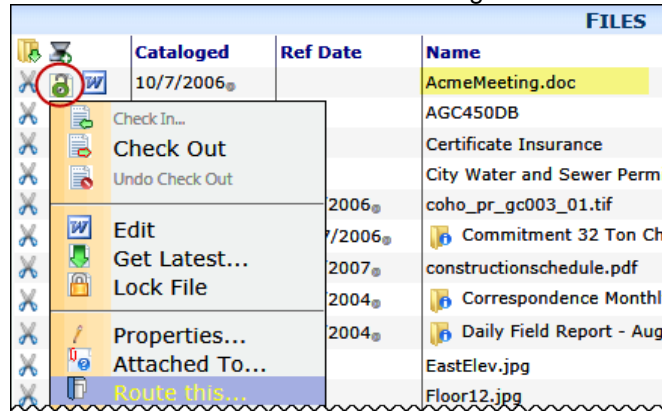 FILES
Cataloged Ref Date Name
10/7/2006 AcmeMeeting.doc
Check In... AGC450DB
Check Out Certificate Insurance
Undo Check Out City Water and Sewer Perm
2006 coho_pr_gc003_01.tif
Edit /2006 Commitment 32 Ton Ch
Get Latest... 2007 constructionschedule.pdf
Lock File 2004 Correspondence Monthl
Properties... 2004 Daily Field Report - Aug
Attached To... EastElev.jpg
Route this... Floor12.jpg